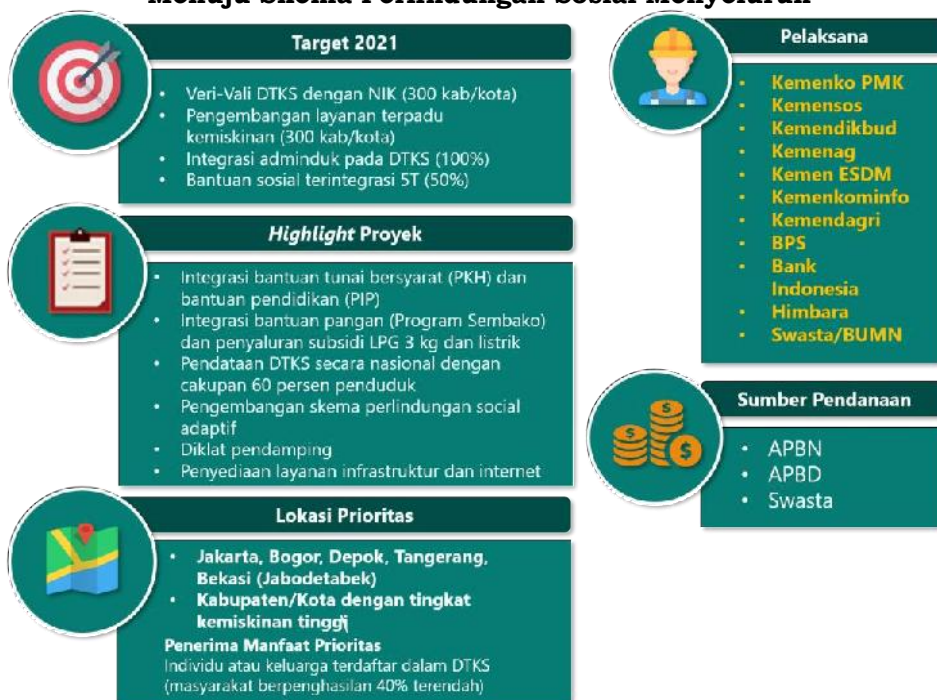 Menuju Skema Perlindungan Sosial Menyeluruh
Target 2021
• Veri-Vali DTKS dengan NIK (300 kab/kota)
• Pengembangan layanan terpadu
kemiskinan (300 kab/kota)
• Integrasi adminduk pada DTKS (100%)
• Bantuan sosial terintegrasi 5T (50%)
Highlight Proyek
• Integrasi bantuan tunai bersyarat (PKH) dan
bantuan pendidikan (PIP)
• Integrasi bantuan pangan (Program Sembako)
dan penyaluran subsidi LPG 3 kg dan listrik
• Pendataan DTKS secara nasional dengan
cakupan 60 persen penduduk
• Pengembangan skema perlindungan social
adaptif
• Diklat pendamping
• Penyediaan layanan infrastruktur dan internet
Lokasi Prioritas
• Jakarta, Bogor, Depok, Tangerang,
Bekasi (Jabodetabek)
• Kabupaten/Kota dengan tingkat
kemiskinan tinggi
Penerima Manfaat Prioritas
Individu atau keluarga terdaftar dalam DTKS
(masyarakat berpenghasilan 40% terendah)
Pelaksana
• Kemenko PMK
• Kemensos
• Kemendikbud
• Kemenag
• Kemen ESDM
• Kemenkominfo
• Kemendagri
• BPS
• Bank
Indonesia
• Himbara
• Swasta/BUMN
Sumber Pendanaan
• APBN
• APBD
• Swasta